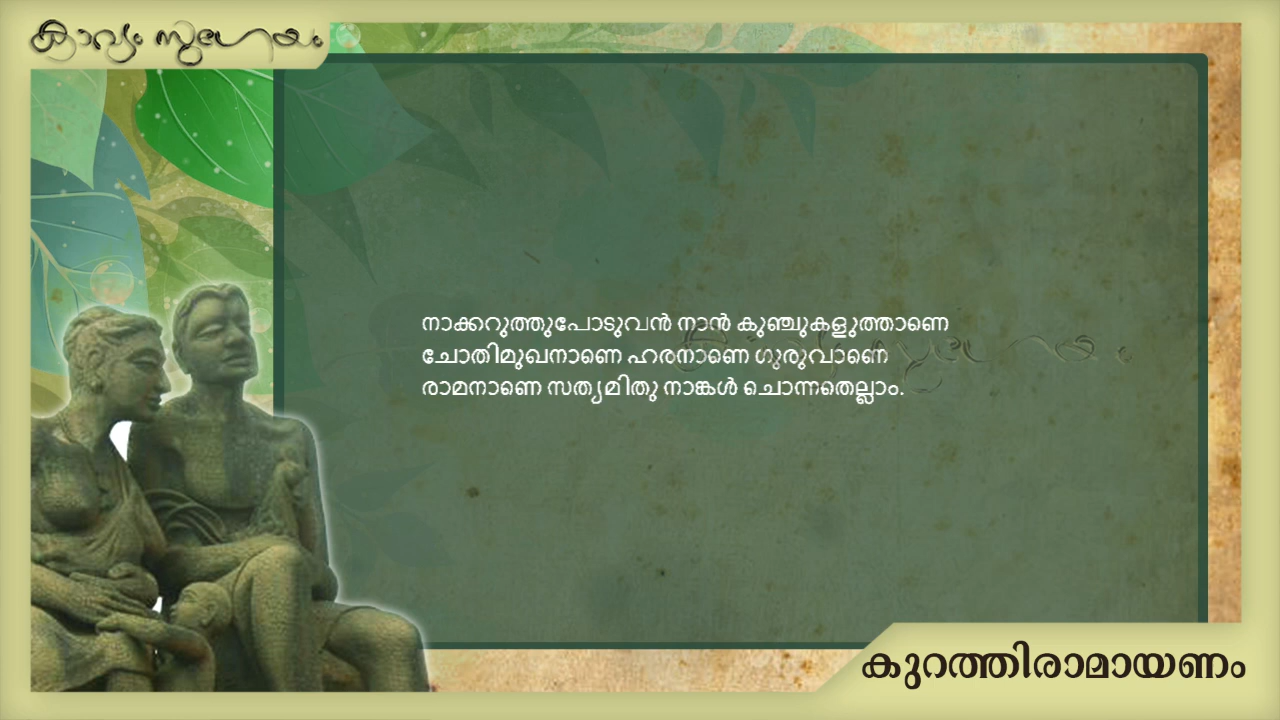 കാവ്യം സുഗേയം
നാക്കറുത്തുപോടുവൻ നാൻ കുഞ്ചുകളുത്താണെ
ചോതിമുഖനാണെ ഹരനാണെ ഗുരുവാണെ
രാമനാണെ സത്യമിതു നാങ്കൾ ചൊന്നതെല്ലാം.
കുറത്തിരാമായണം